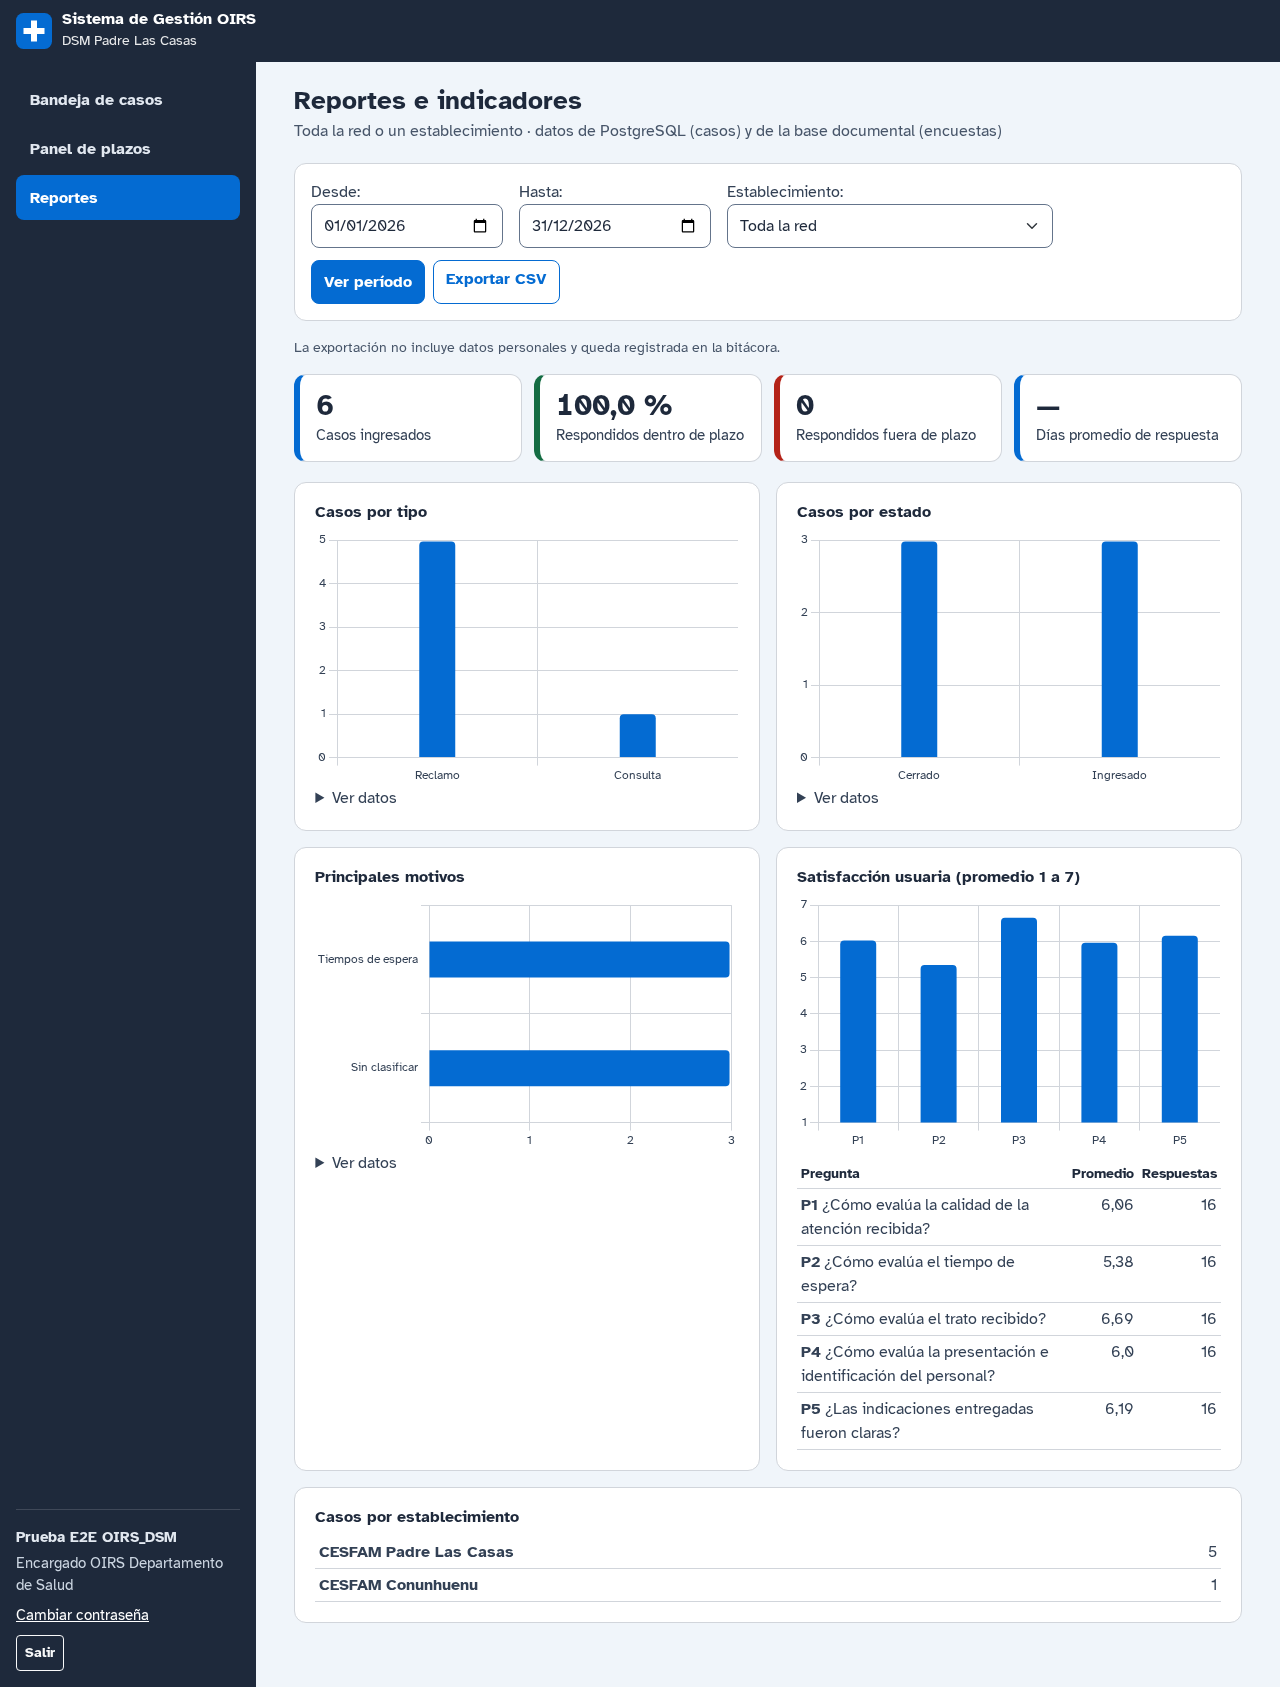 Sistema de Gestión OIRS
DSM Padre Las Casas
Bandeja de casos
Panel de plazos
Reportes
Reportes e indicadores
Toda la red o un establecimiento · datos de PostgreSQL (casos) y de la base documental (encuestas)
Desde:
Hasta:
Establecimiento:
01/01/2026
31/12/2026
Toda la red
Ver período
Exportar CSV
La exportación no incluye datos personales y queda registrada en la bitácora.
6
Casos ingresados
100,0 %
Respondidos dentro de plazo
0
Respondidos fuera de plazo
—
Días promedio de respuesta
Casos por tipo
5
4
3
2
1
0
Reclamo
Consulta
Ver datos
Casos por estado
3
2
1
0
Cerrado
Ingresado
Ver datos
Principales motivos
Tiempos de espera
Sin clasificar
0
1
2
3
Ver datos
Satisfacción usuaria (promedio 1 a 7)
7
6
5
4
3
2
1
P1
P2
P3
P4
P5
Pregunta Promedio Respuestas
P1 ¿Cómo evalúa la calidad de la 6,06 16
atención recibida?
P2 ¿Cómo evalúa el tiempo de 5,38 16
espera?
P3 ¿Cómo evalúa el trato recibido? 6,69 16
P4 ¿Cómo evalúa la presentación e 6,0 16
identificación del personal?
P5 ¿Las indicaciones entregadas 6,19 16
fueron claras?
Casos por establecimiento
CESFAM Padre Las Casas 5
CESFAM Conunhuenu 1
Prueba E2E OIRS_DSM
Encargado OIRS Departamento
de Salud
Cambiar contraseña
Salir